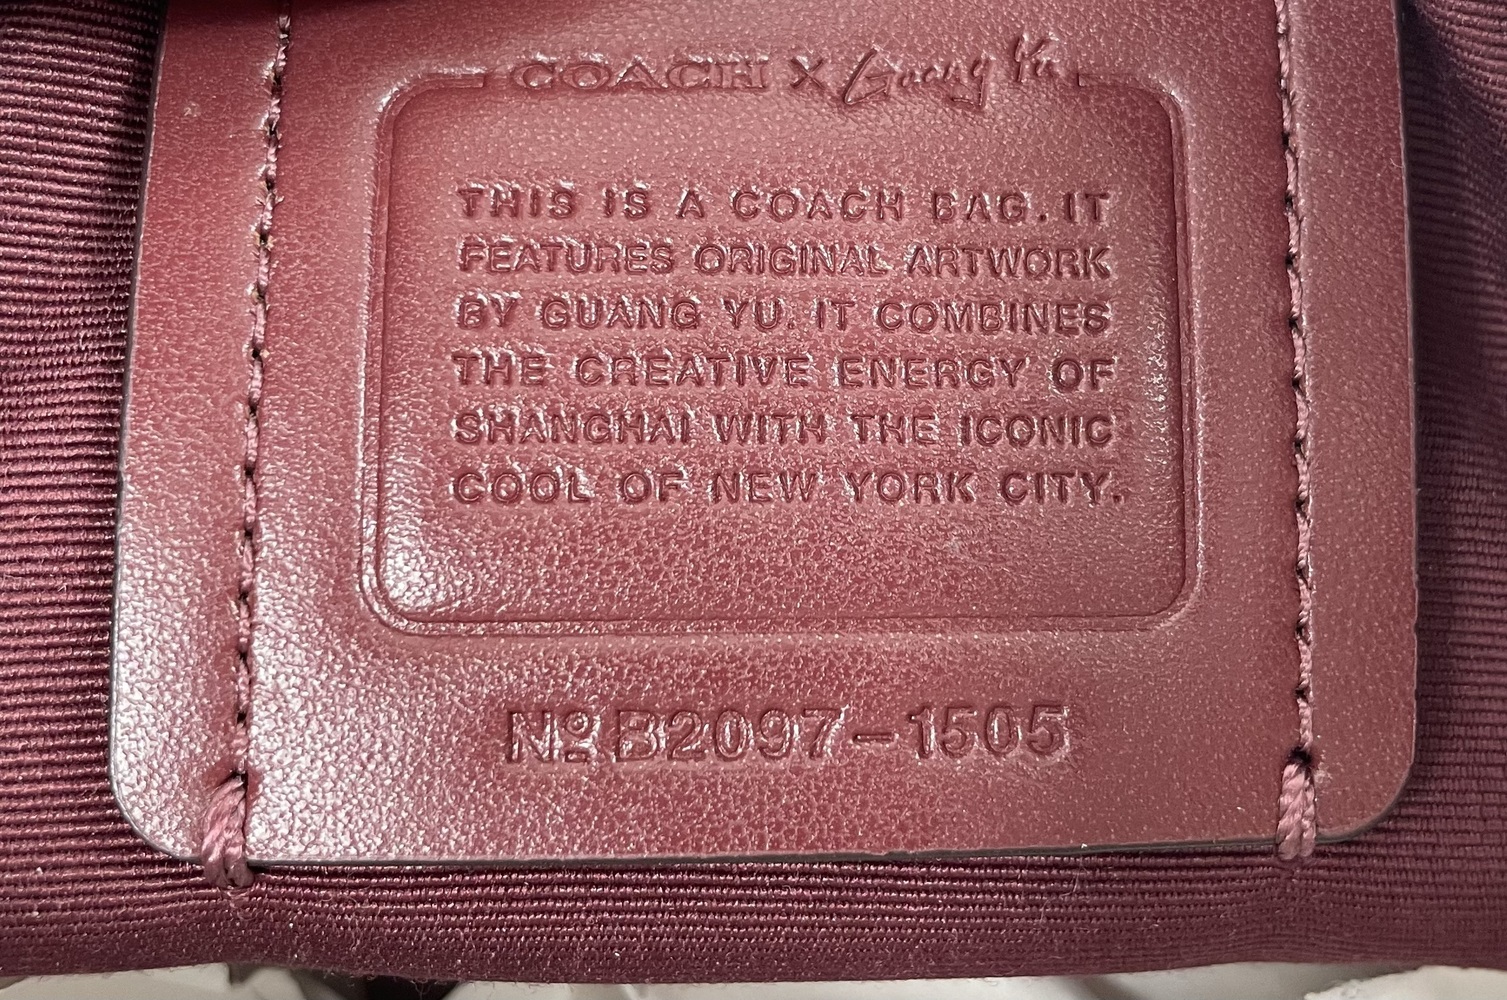 COACH X Guang Yu
THIS IS A COACH BAG. IT
FEATURES ORIGINAL ARTWORK
BY GUANG YU. IT COMBINES
THE CREATIVE ENERGY OF
SHANGHAI WITH THE ICONIC
COOL OF NEW YORK CITY.
Nº B2097-1505